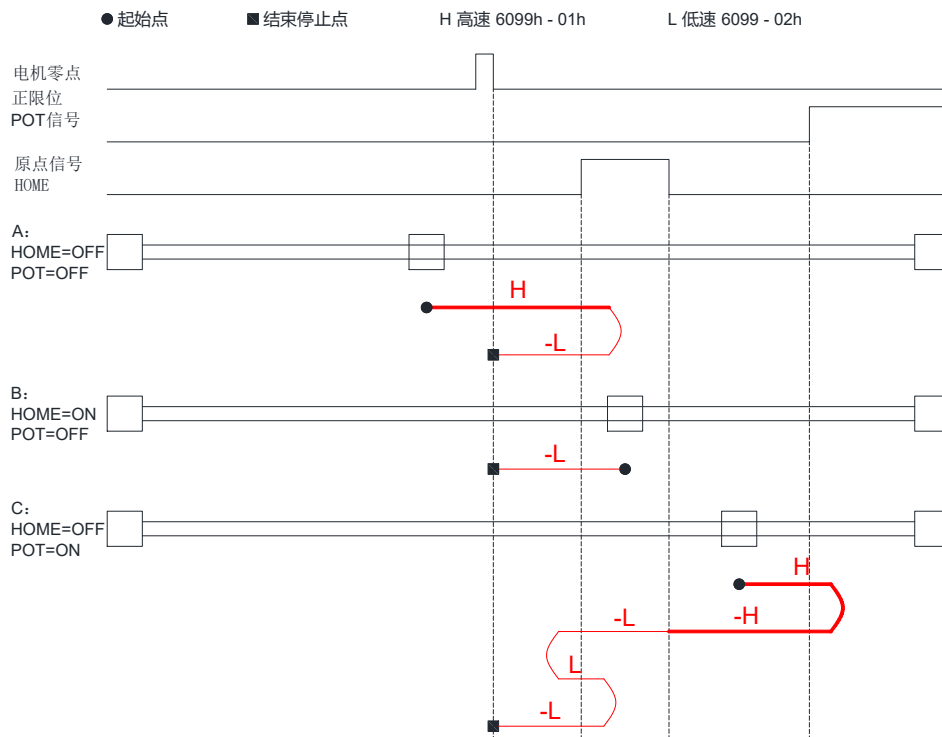 起始点 结束停止点 H 高速 6099h - 01h L 低速 6099 - 02h
电机零点
正限位
POT信号
原点信号
HOME
A:
HOME=OFF
POT=OFF
H
-L
B:
HOME=ON
POT=OFF
-L
C:
HOME=OFF
POT=ON
H
-L -H
L
-L